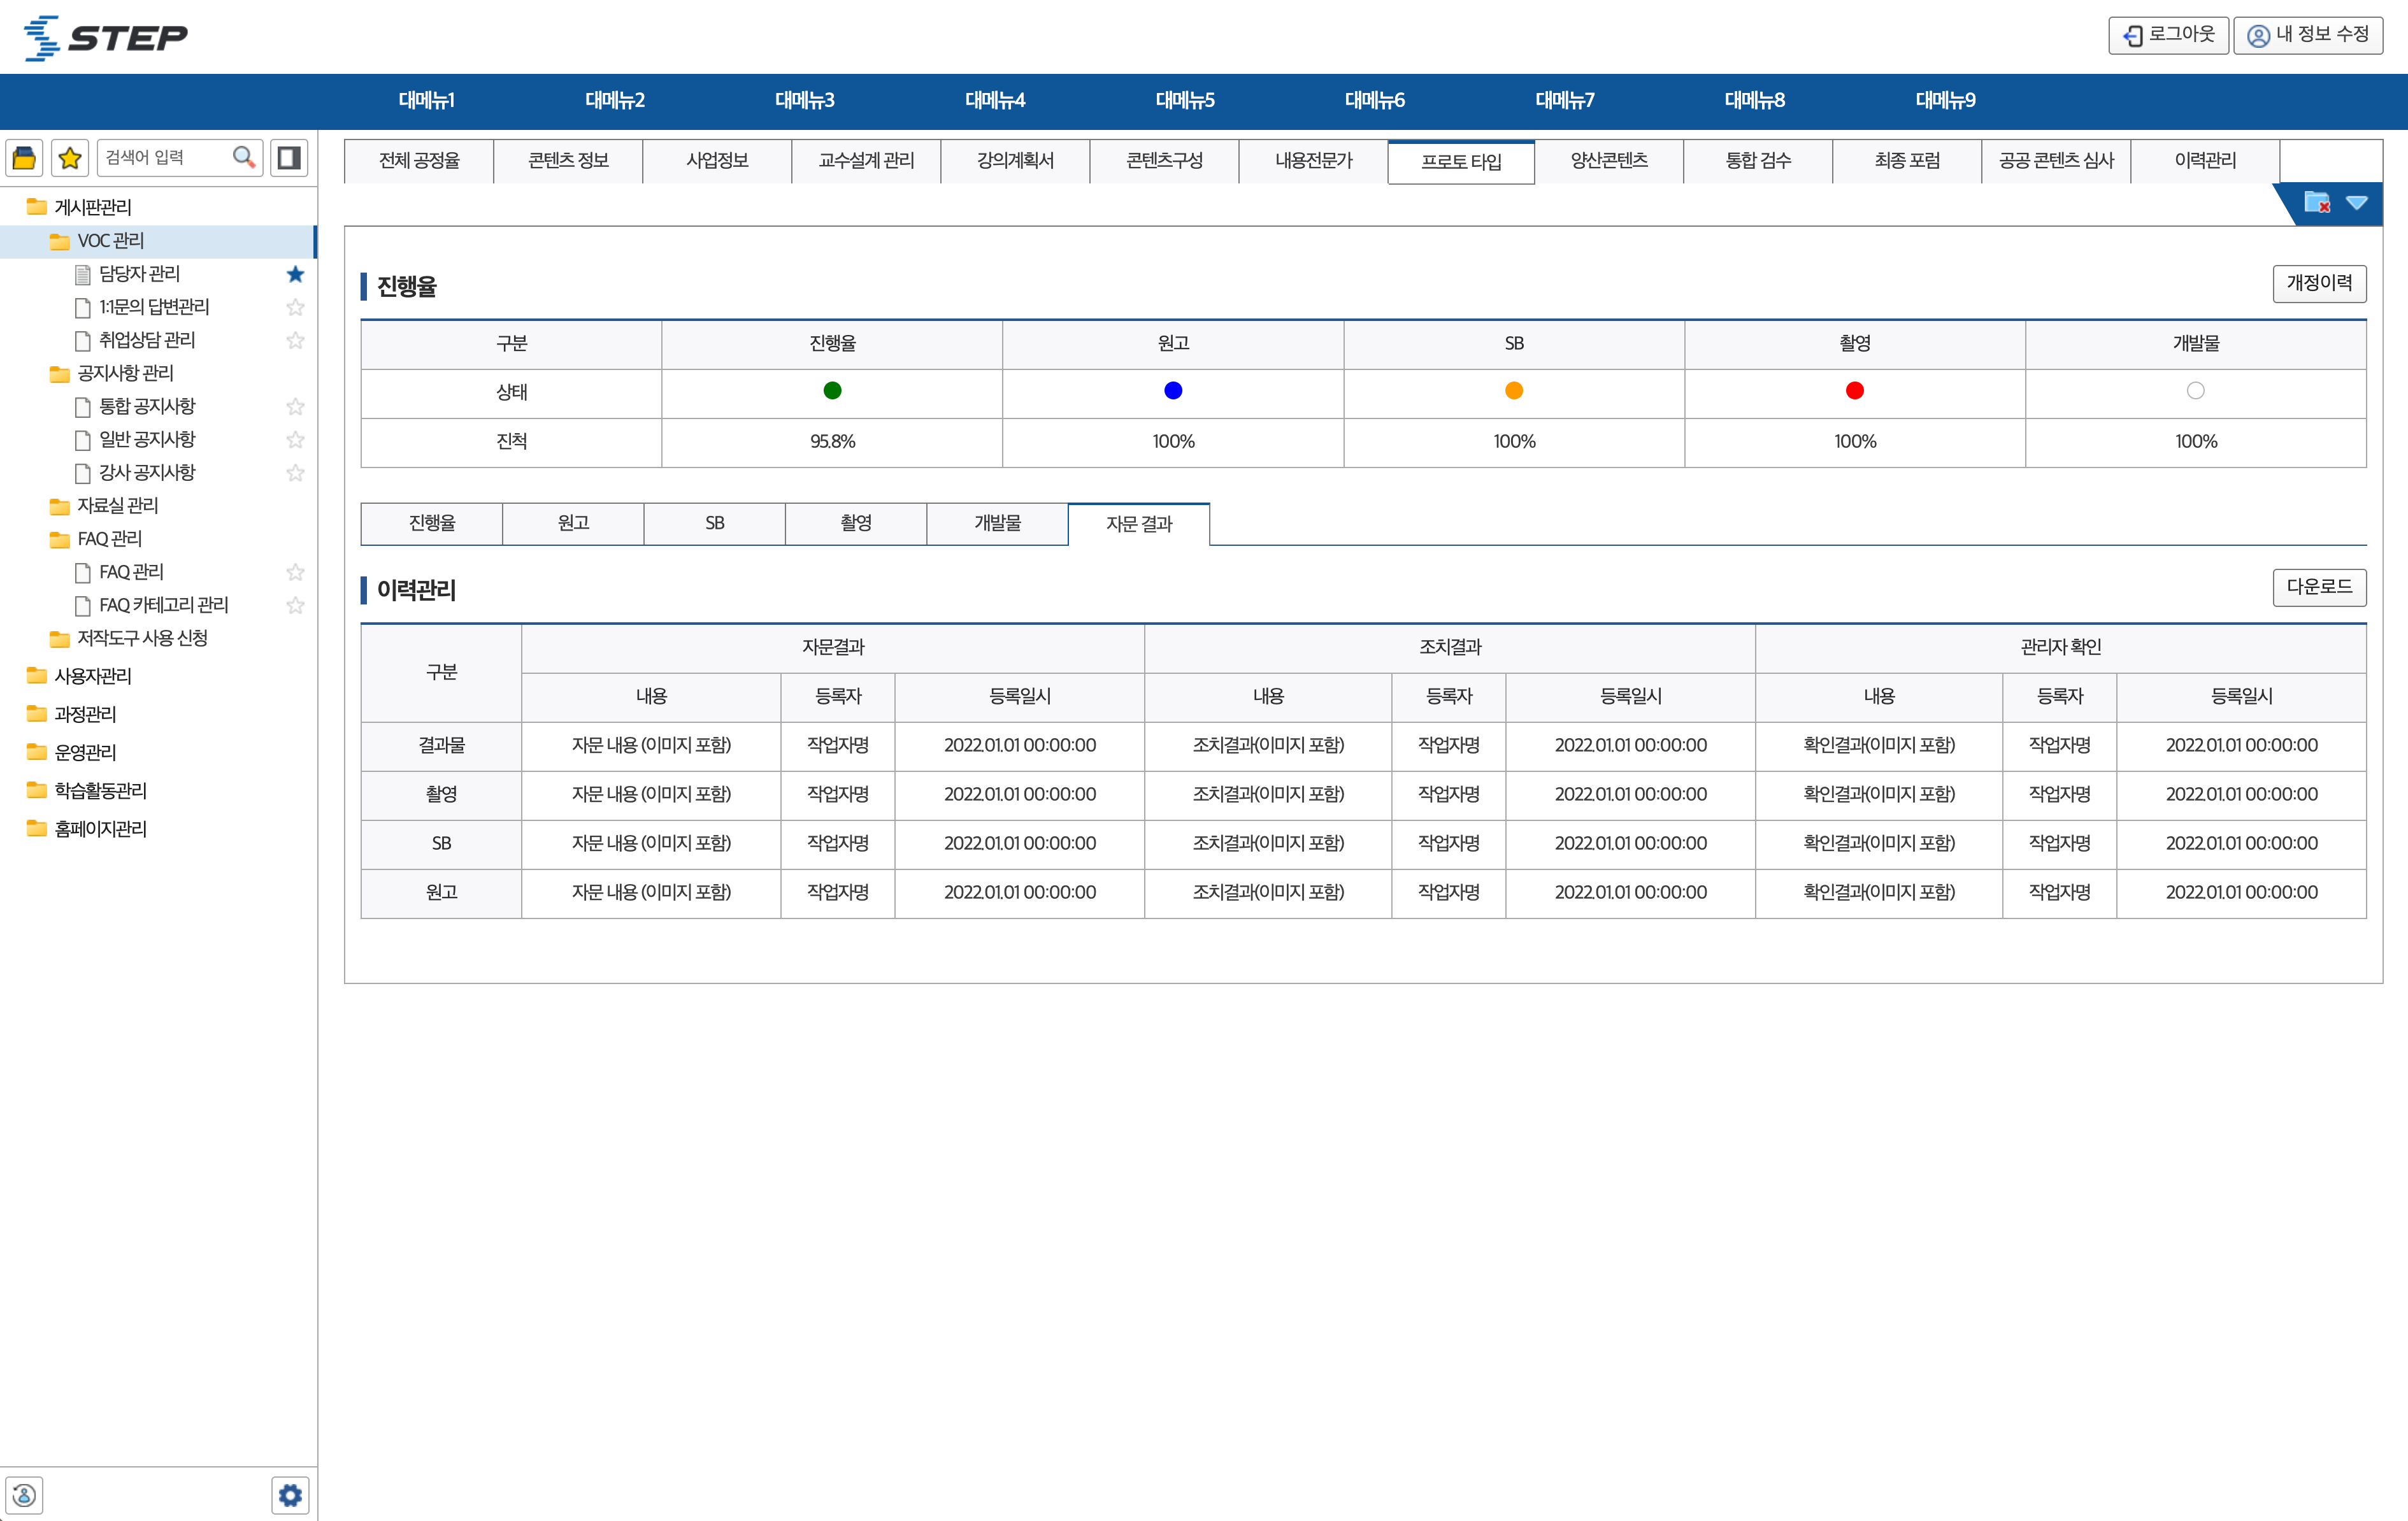 STEP
로그아웃 내 정보 수정
대메뉴1 대메뉴2 대메뉴3 대메뉴4 대메뉴5 대메뉴6 대메뉴7 대메뉴8 대메뉴9
검색어 입력
게시판관리
VOC 관리
담당자 관리
1:1문의 답변관리
취업상담 관리
공지사항 관리
통합 공지사항
일반 공지사항
강사 공지사항
자료실 관리
FAQ 관리
FAQ 관리
FAQ 카테고리 관리
저작도구 사용 신청
사용자관리
과정관리
운영관리
학습활동관리
홈페이지관리
전체 공정율 콘텐츠 정보 사업정보 교수설계 관리 강의계획서 콘텐츠구성 내용전문가 프로토 타입 양산콘텐츠 통합 검수 최종 포럼 공공 콘텐츠 심사 이력관리
진행율 개정이력
구분 진행율 원고 SB 촬영 개발물
상태
진척 95.8% 100% 100% 100% 100%
진행율 원고 SB 촬영 개발물 자문 결과
이력관리 다운로드
구분 자문결과 조치결과 관리자 확인
내용 등록자 등록일시 내용 등록자 등록일시 내용 등록자 등록일시
결과물 자문 내용 (이미지 포함) 작업자명 2022.01.01 00:00:00 조치결과(이미지 포함) 작업자명 2022.01.01 00:00:00 확인결과(이미지 포함) 작업자명 2022.01.01 00:00:00
촬영 자문 내용 (이미지 포함) 작업자명 2022.01.01 00:00:00 조치결과(이미지 포함) 작업자명 2022.01.01 00:00:00 확인결과(이미지 포함) 작업자명 2022.01.01 00:00:00
SB 자문 내용 (이미지 포함) 작업자명 2022.01.01 00:00:00 조치결과(이미지 포함) 작업자명 2022.01.01 00:00:00 확인결과(이미지 포함) 작업자명 2022.01.01 00:00:00
원고 자문 내용 (이미지 포함) 작업자명 2022.01.01 00:00:00 조치결과(이미지 포함) 작업자명 2022.01.01 00:00:00 확인결과(이미지 포함) 작업자명 2022.01.01 00:00:00